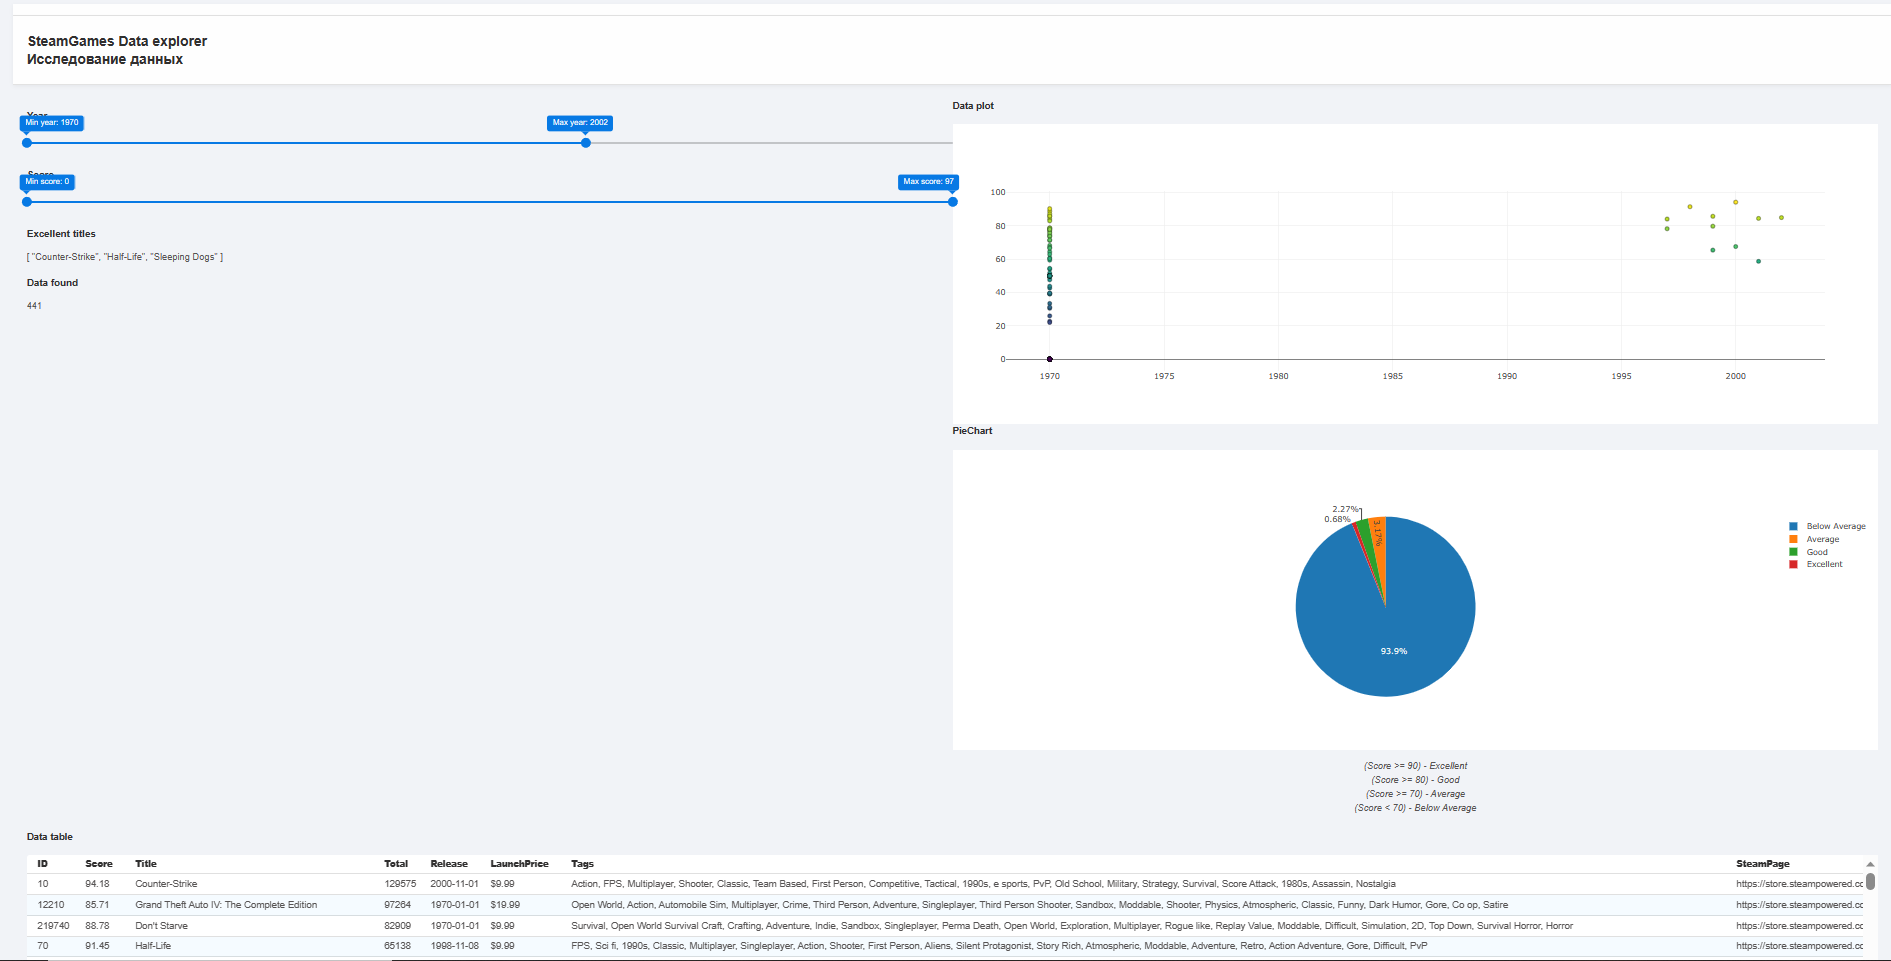 SteamGames Data explorer
Исследование данных
Min year: 1970
Max year: 2002
Min score: 0
Max score: 97
Excellent titles
[ "Counter-Strike", "Half-Life", "Sleeping Dogs" ]
Data found
441
Data plot
100
80
60
40
20
0
1970 1975 1980 1985 1990 1995 2000
PieChart
2.27%
0.68%
3.17%
93.9%
Below Average
Average
Good
Excellent
(Score >= 90) - Excellent
(Score >= 80) - Good
(Score >= 70) - Average
(Score < 70) - Below Average
Data table
ID Score Title Total Release LaunchPrice Tags SteamPage
10 94.18 Counter-Strike 129575 2000-11-01 $9.99 Action, FPS, Multiplayer, Shooter, Classic, Team Based, First Person, Competitive, Tactical, 1990s, e sports, PvP, Old School, Military, Strategy, Survival, Score Attack, 1980s, Assassin, Nostalgia https://store.steampowered.cc
12210 85.71 Grand Theft Auto IV: The Complete Edition 97264 1970-01-01 $19.99 Open World, Action, Automobile Sim, Multiplayer, Crime, Third Person, Adventure, Singleplayer, Third Person Shooter, Sandbox, Moddable, Shooter, Physics, Atmospheric, Classic, Funny, Dark Humor, Gore, Co op, Satire https://store.steampowered.cc
219740 88.78 Don't Starve 82909 1970-01-01 $9.99 Survival, Open World Survival Craft, Crafting, Adventure, Indie, Sandbox, Singleplayer, Perma Death, Open World, Exploration, Multiplayer, Rogue like, Replay Value, Moddable, Difficult, Simulation, 2D, Top Down, Survival Horror, Horror https://store.steampowered.cc
70 91.45 Half-Life 65138 1998-11-08 $9.99 FPS, Sci fi, 1990s, Classic, Multiplayer, Singleplayer, Action, Shooter, First Person, Aliens, Silent Protagonist, Story Rich, Atmospheric, Moddable, Adventure, Retro, Action Adventure, Gore, Difficult, PvP https://store.steampowered.cc